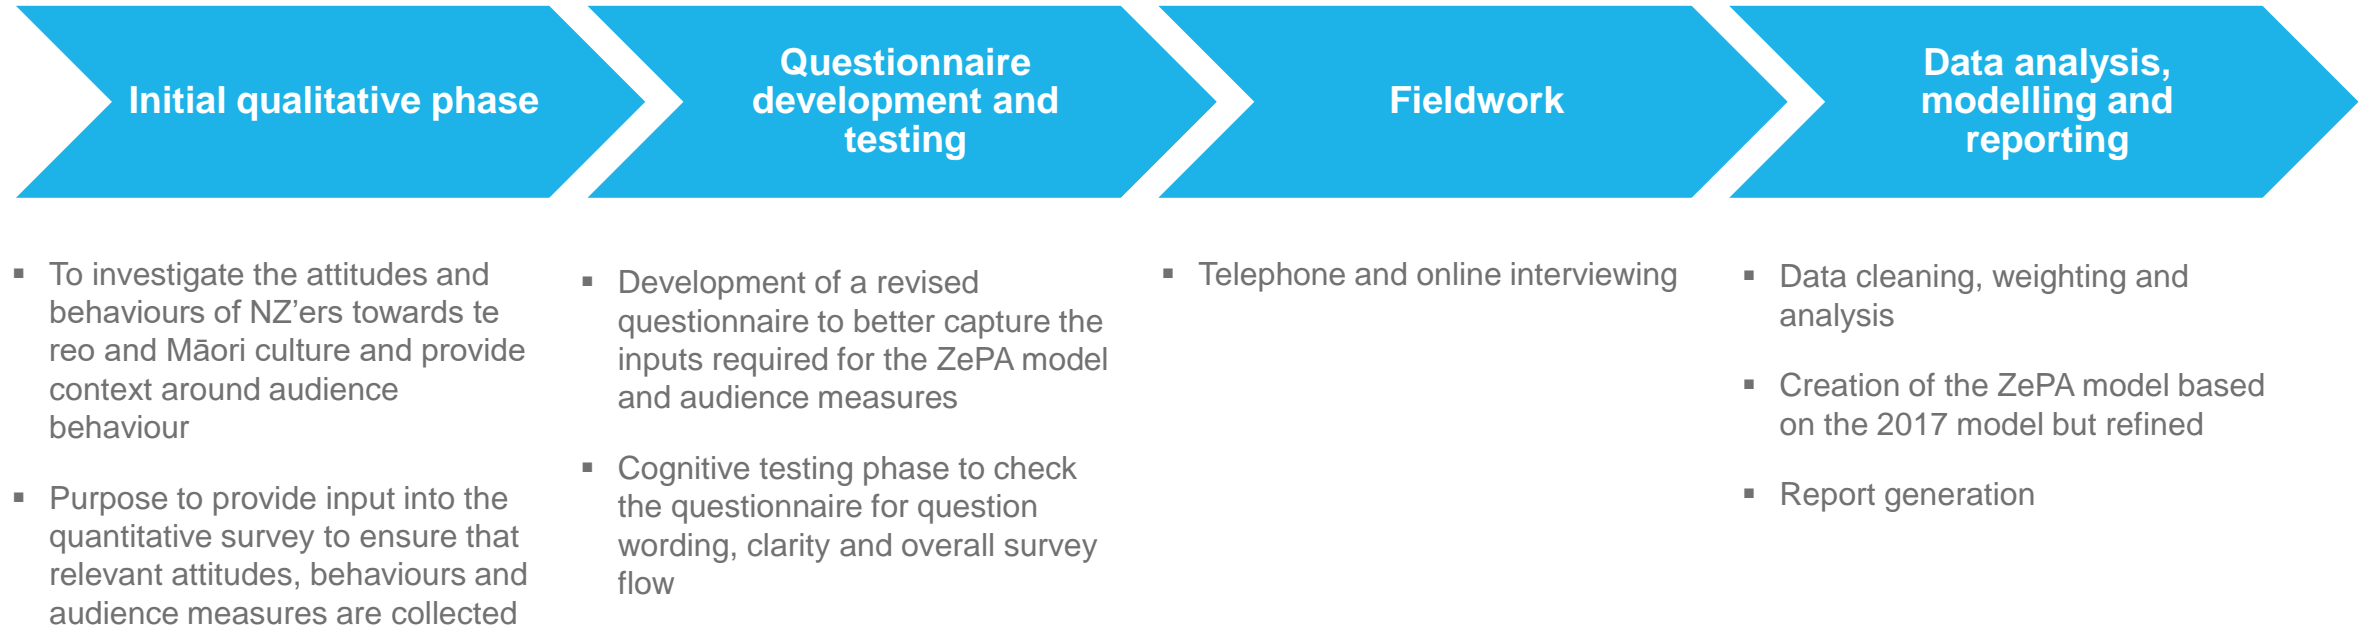 Initial qualitative phase
Questionnaire
development and
testing
Fieldwork
Data analysis,
modelling and
reporting
▪ To investigate the attitudes and
behaviours of NZ’ers towards te
reo and Māori culture and provide
context around audience
behaviour
▪ Purpose to provide input into the
quantitative survey to ensure that
relevant attitudes, behaviours and
audience measures are collected
▪ Development of a revised
questionnaire to better capture the
inputs required for the ZePA model
and audience measures
▪ Cognitive testing phase to check
the questionnaire for question
wording, clarity and overall survey
flow
▪ Telephone and online interviewing
▪ Data cleaning, weighting and
analysis
▪ Creation of the ZePA model based
on the 2017 model but refined
▪ Report generation